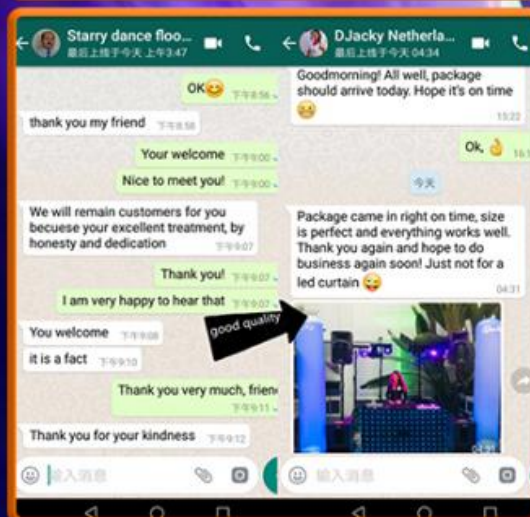 Starry dance floo...
最后上线于今天 上午3:47
OK😊 下午8:56
thank you my friend 下午8:58
Your welcome 下午9:00
Nice to meet you! 下午9:00
We will remain customers for you
becuese your excellent treatment, by
honesty and dedication 下午9:07
Thank you! 下午9:07
I am very happy to hear that 下午9:07
You welcome 下午9:08
it is a fact 下午9:10
Thank you very much, frien
下午9:11
Thank you for your kindness 下午9:12
输入消息
DJacky Netherla...
最后上线于今天 04:34
Goodmorning! All well, package
should arrive today. Hope it's on time
😁 15:22
Ok, 👌
今天
Package came in right on time, size
is perfect and everything works well.
Thank you again and hope to do
business again soon! Just not for a
led curtain 😜 04:31
good quality
04:31
输入消息